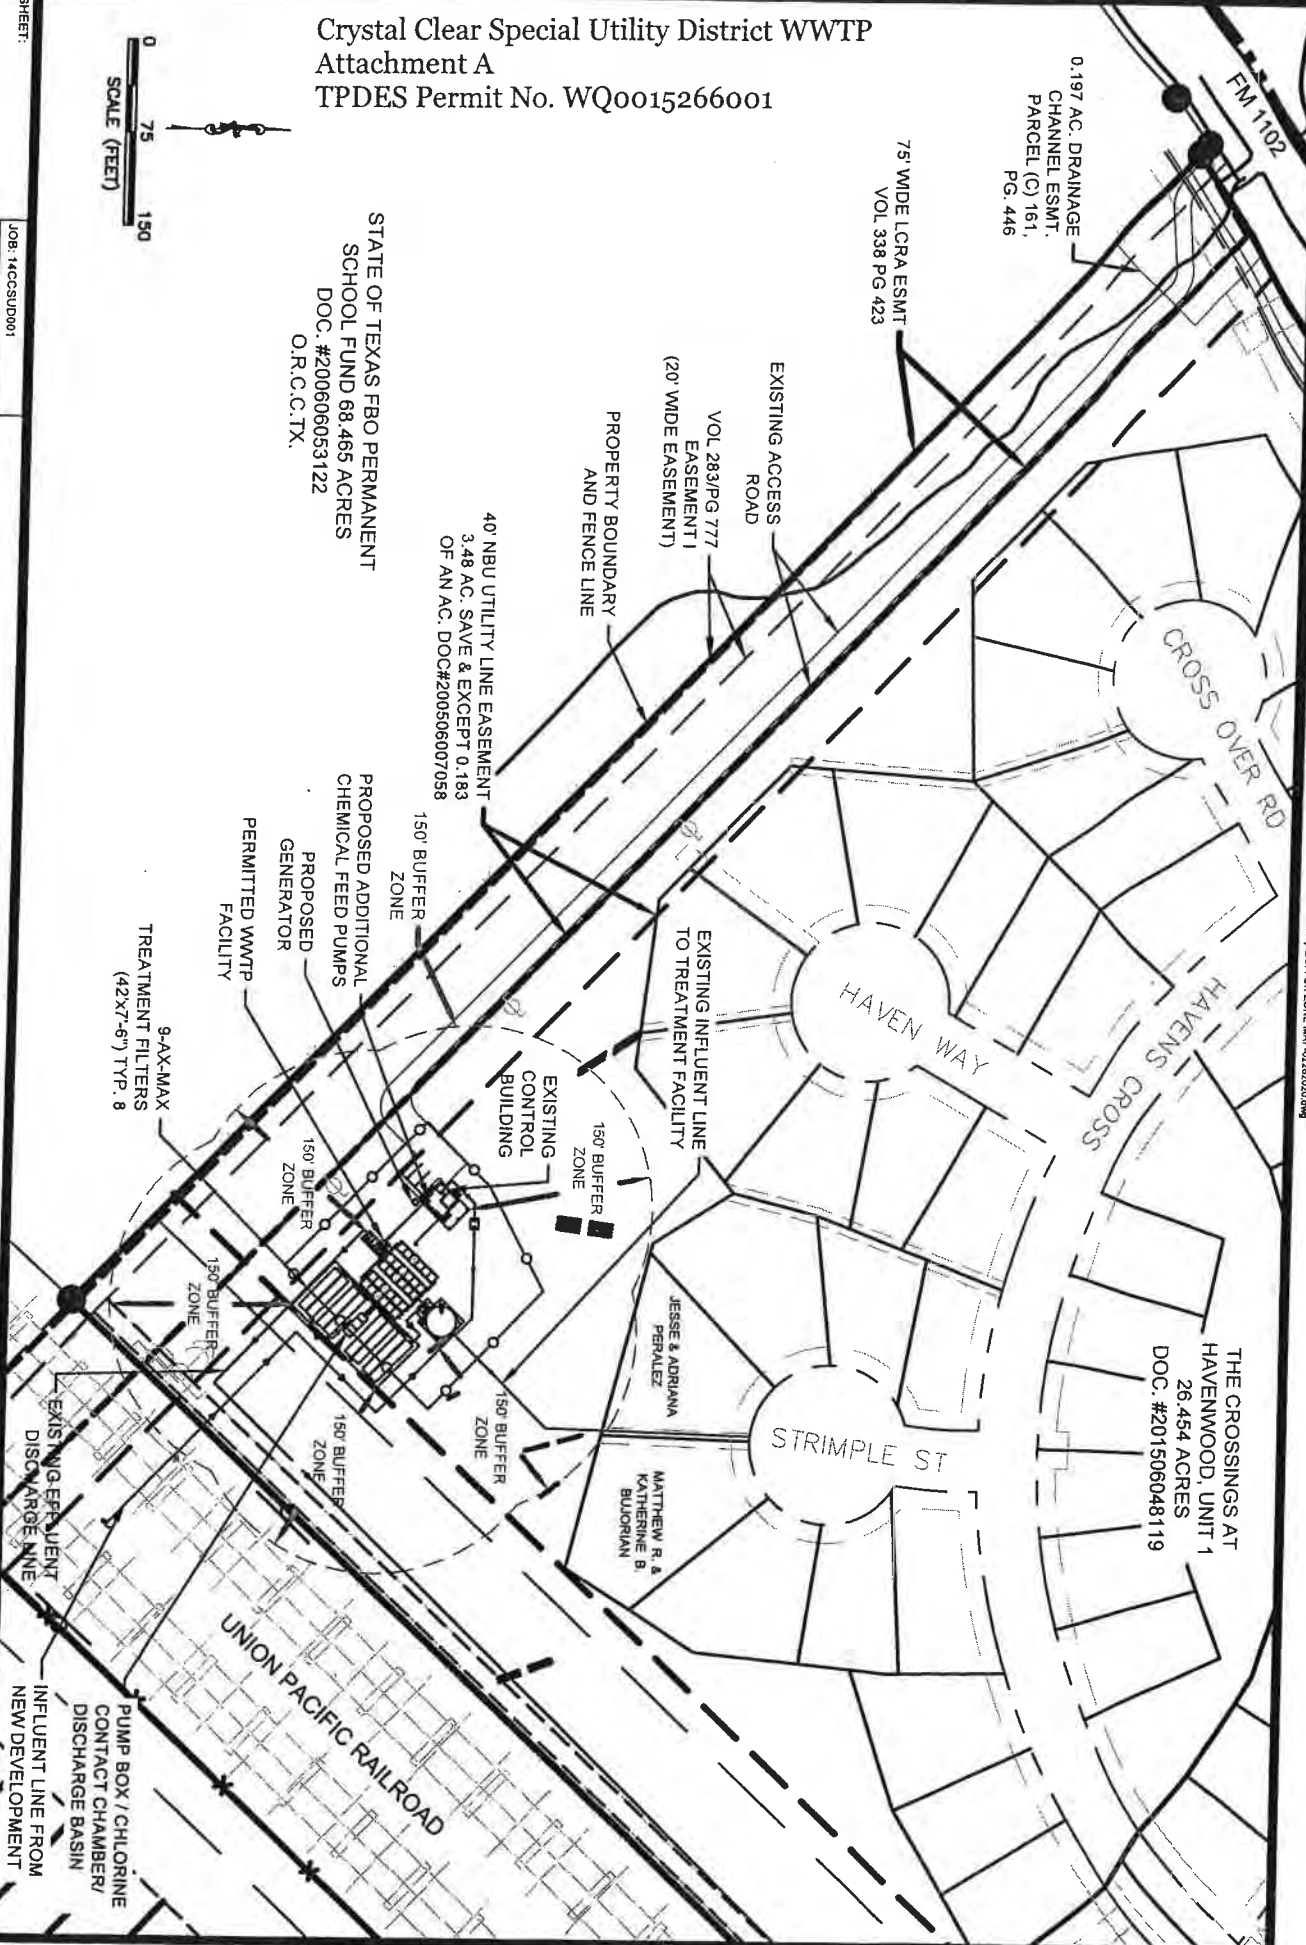 Crystal Clear Special Utility District WWTP
Attachment A
TPDES Permit No. WQ0015266001
FM 1102
0.197 AC. DRAINAGE
CHANNEL ESMT.
PARCEL (C) 161,
PG. 446
75' WIDE LCRA ESMT
VOL 338 PG 423
EXISTING ACCESS
ROAD
VOL 283/PG 777
EASEMENT I
(20' WIDE EASEMENT)
PROPERTY BOUNDARY
AND FENCE LINE
40' NBU UTILITY LINE EASEMENT
3.48 AC. SAVE & EXCEPT 0.183
OF AN AC. DOC#200506007058
STATE OF TEXAS FBO PERMANENT
SCHOOL FUND 68.465 ACRES
DOC. #200606053122
O.R.C.C.TX.
0
75
150
SCALE (FEET)
SHEET:
JOB: 14CCSUD001
CROSS OVER RD
HAVENS CROSS
HAVEN WAY
STRIMPLE ST
THE CROSSINGS AT
HAVENWOOD, UNIT 1
26.454 ACRES
DOC. #201506048119
EXISTING INFLUENT LINE
TO TREATMENT FACILITY
EXISTING
CONTROL
BUILDING
150' BUFFER
ZONE
150' BUFFER
ZONE
PROPOSED ADDITIONAL
CHEMICAL FEED PUMPS
PROPOSED
GENERATOR
PERMITTED WWTP
FACILITY
9-AX-MAX
TREATMENT FILTERS
(42'x7'-6") TYP. 8
150' BUFFER
ZONE
150' BUFFER
ZONE
150' BUFFER
ZONE
150' BUFFER
ZONE
JESSE & ADRIANA
PERALEZ
MATTHEW R. &
KATHERINE B.
BUJORIAN
EXISTING EFFLUENT
DISCHARGE LINE
UNION PACIFIC RAILROAD
PUMP BOX / CHLORINE
CONTACT CHAMBER/
DISCHARGE BASIN
INFLUENT LINE FROM
NEW DEVELOPMENT